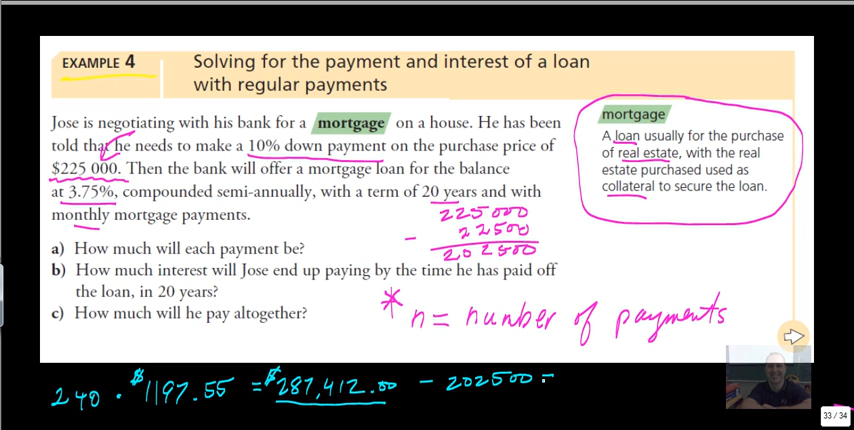 EXAMPLE 4
Solving for the payment and interest of a loan
with regular payments
Jose is negotiating with his bank for a mortgage on a house. He has been
told that he needs to make a 10% down payment on the purchase price of
$225 000. Then the bank will offer a mortgage loan for the balance
at 3.75%, compounded semi-annually, with a term of 20 years and with
monthly mortgage payments.
225000
- 22500
202500
a) How much will each payment be?
b) How much interest will Jose end up paying by the time he has paid off
the loan, in 20 years?
c) How much will he pay altogether?
mortgage
A loan usually for the purchase
of real estate, with the real
estate purchased used as
collateral to secure the loan.
* n = number of payments
240 · $1197.55 = $287,412.00 - 202500 =
33 / 34